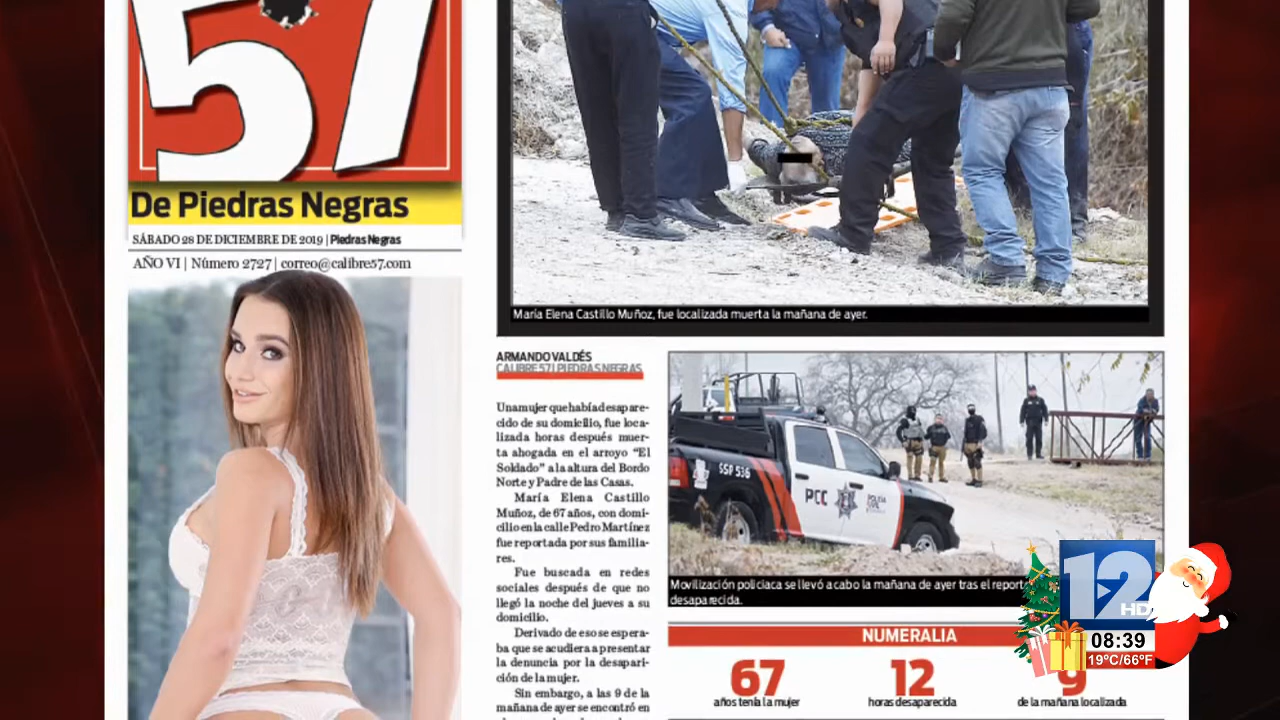 57
De Piedras Negras
SÁBADO 28 DE DICIEMBRE DE 2019 | Piedras Negras
AÑO VI | Número 2727 | correo@calibre57.com
María Elena Castillo Muñoz, fue localizada muerta la mañana de ayer.
ARMANDO VALDÉS
CALIBRE 57 | PIEDRAS NEGRAS
Una mujer que había desapare-
cido de su domicilio, fue loca-
lizada horas después muer-
ta ahogada en el arroyo “El
Soldado” a la altura del Bordo
Norte y Padre de las Casas.
María Elena Castillo
Muñoz, de 67 años, con domi-
cilio en la calle Pedro Martínez
fue reportada por sus familia-
res.
Fue buscada en redes
sociales después de que no
llegó la noche del jueves a su
domicilio.
Derivado de eso se espera-
ba que se acudiera a presentar
la denuncia por la desapari-
ción de la mujer.
Sin embargo, a las 9 de la
mañana de ayer se encontró en
SSP 536
PCC
POLICÍA
CIVIL
Movilización policiaca se llevó a cabo la mañana de ayer tras el report
desaparecida.
NUMERALIA
67
años tenía la mujer
12
horas desaparecida
9
de la mañana localizada
12
HD
08:39
19°C/66°F